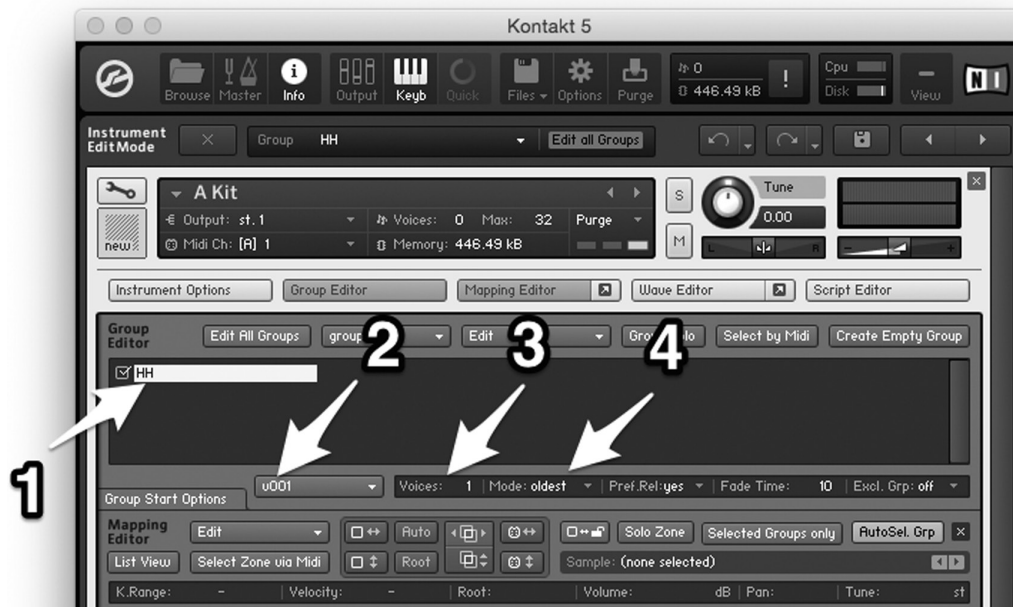 Kontakt 5
Browse Master Info Output Keyb Quick Files Options Purge 0 446.49 kB ! Cpu Disk View NI
Instrument
Edit Mode
Group HH Edit all Groups
A Kit
Output: st.1 Voices: 0 Max: 32 Purge
new
Midi Ch: [A] 1 Memory: 446.49 kB
S
M
Tune
0.00
L R - +
Instrument Options Group Editor Mapping Editor Wave Editor Script Editor
Group
Editor
Edit All Groups Edit Select by Midi Create Empty Group
2 3 4
HH
1
v001 Voices: 1 Mode: oldest Pref.Rel:yes Fade Time: 10 Excl. Grp: off
Group Start Options
Mapping
Editor
Edit Auto Solo Zone Selected Groups only AutoSel. Grp
List View Select Zone via Midi Root Sample: (none selected)
K.Range: - Velocity: - Root: Volume: dB Pan: Tune: st